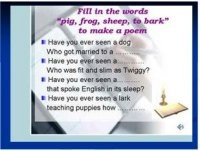 Fill in the words
"pig, frog, sheep, to bark"
to make a poem
Have you ever seen a dog
Who got married to a ............
Have you ever seen a............
Who was fit and slim as Twiggy?
Have you ever seen a............
that spoke English in its sleep?
Have you ever seen a lark
teaching puppies how ............